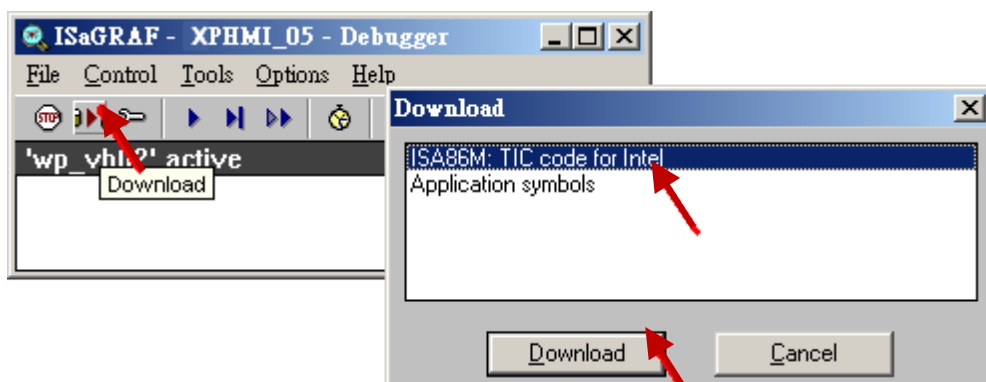 ISaGRAF - XPHMI_05 - Debugger
File Control Tools Options Help
STOP
'wp_vhb2' active
Download
Download
ISA86M: TIC code for Intel
Application symbols
Download Cancel